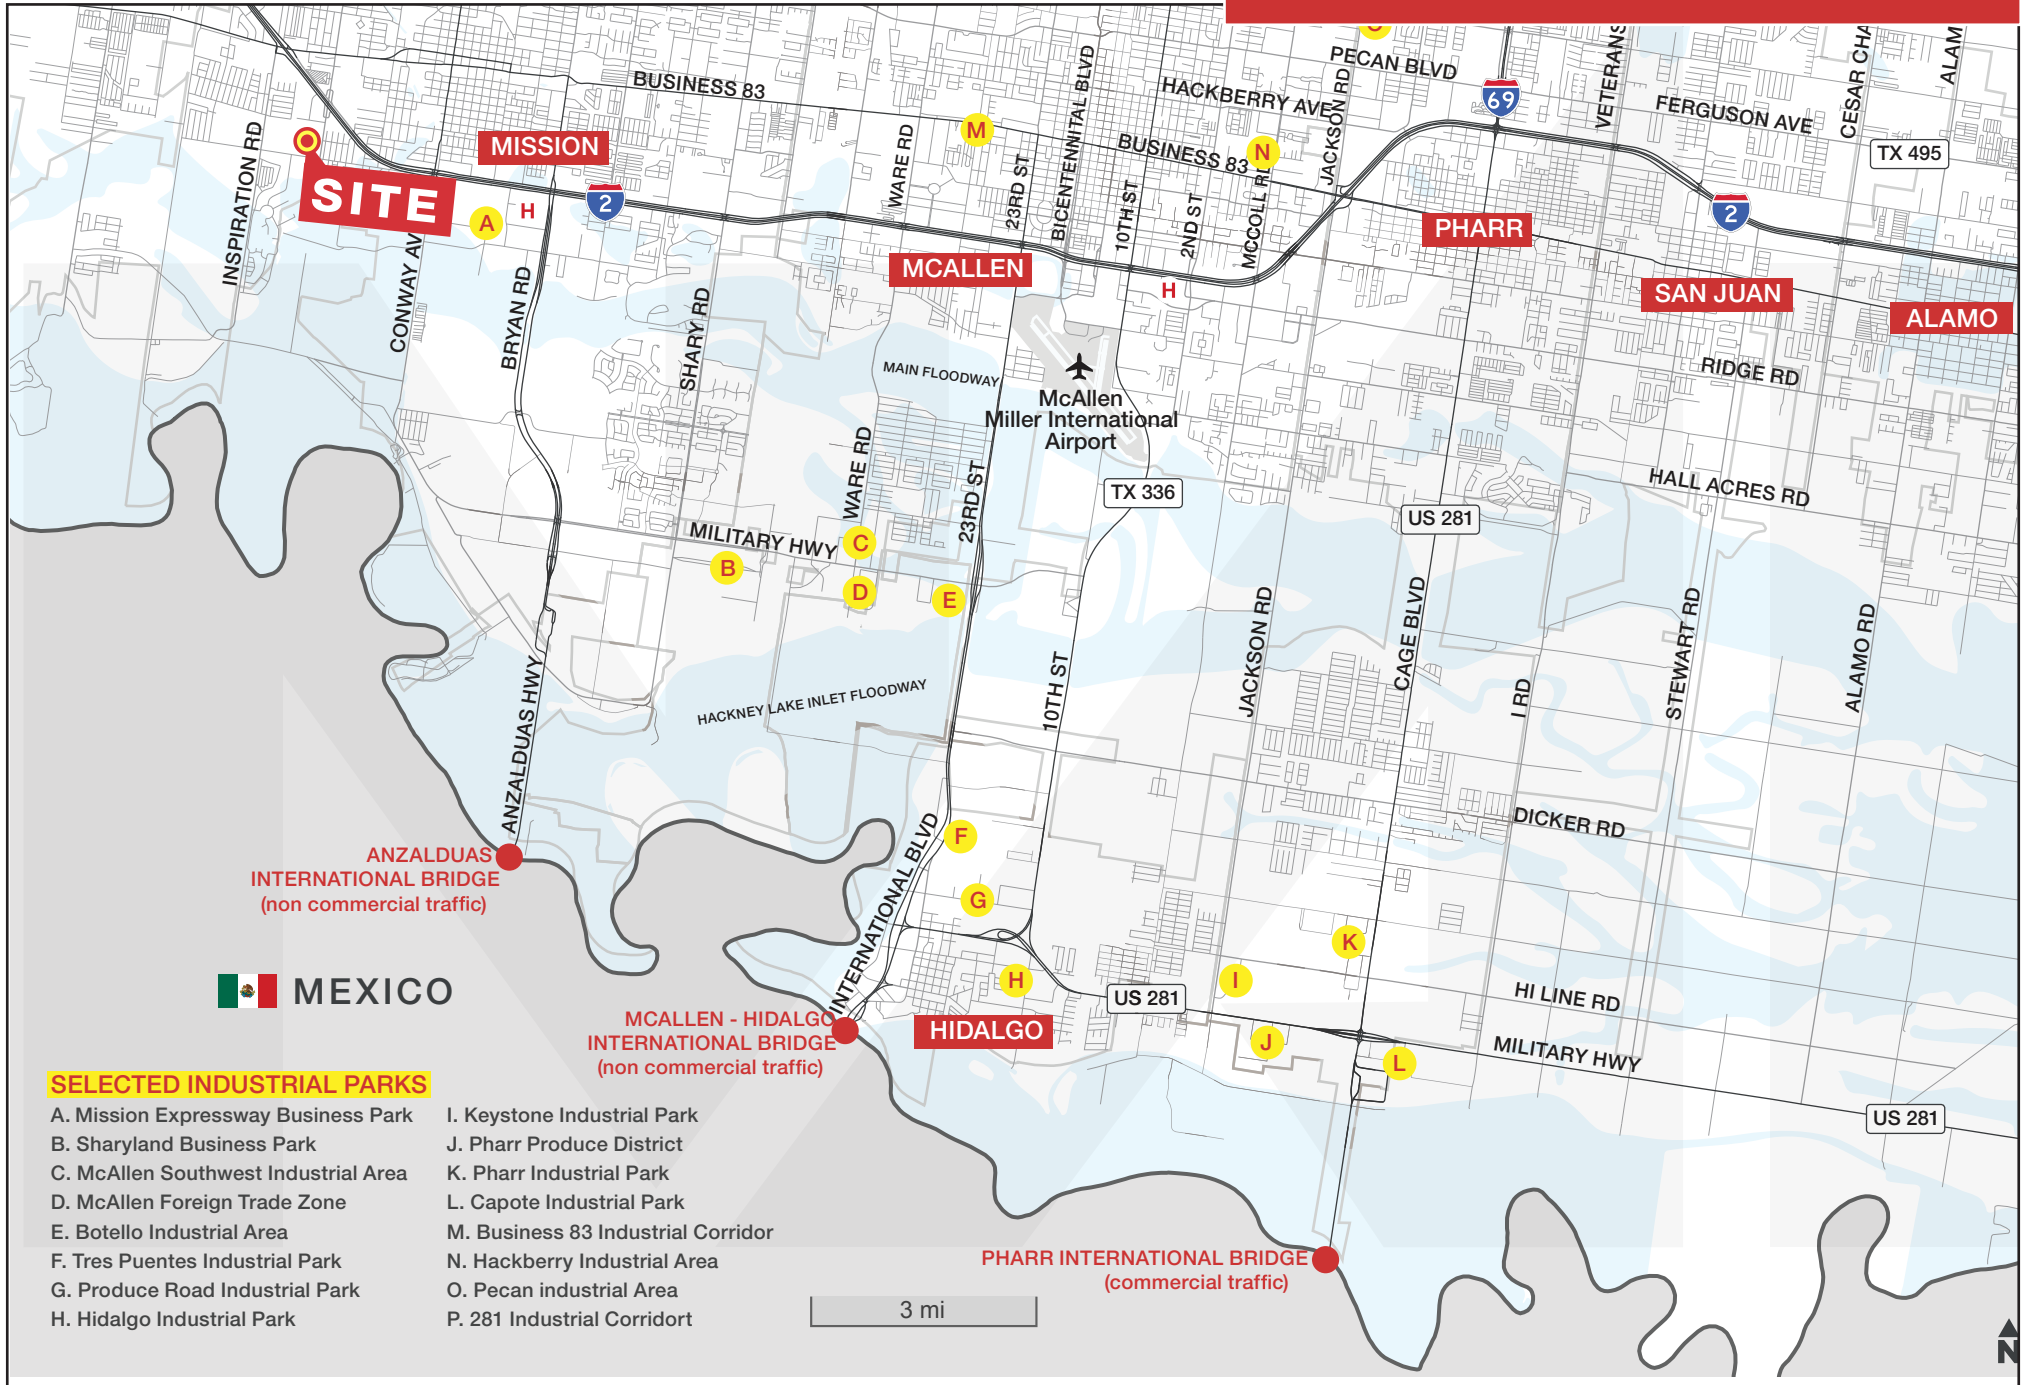 PECAN BLVD
VETERANS
CESAR CHA
ALAM
BUSINESS 83
BICENTENNITAL BLVD
HACKBERRY AVE
JACKSON RD
69
FERGUSON AVE
INSPIRATION RD
MISSION
WARE RD
M
BUSINESS 83
N
MCCOLL RD
TX 495
SITE
A
H
2
23RD ST
10TH ST
2ND ST
PHARR
2
CONWAY AV
BRYAN RD
SHARY RD
MCALLEN
H
SAN JUAN
ALAMO
MAIN FLOODWAY
McAllen
Miller International
Airport
RIDGE RD
WARE RD
23RD ST
TX 336
US 281
HALL ACRES RD
MILITARY HWY
B
C
D
E
ANZALDUAS HWY
HACKNEY LAKE INLET FLOODWAY
10TH ST
JACKSON RD
CAGE BLVD
I RD
STEWART RD
ALAMO RD
DICKER RD
ANZALDUAS
INTERNATIONAL BRIDGE
(non commercial traffic)
INTERNATIONAL BLVD
F
G
H
I
K
J
L
US 281
HI LINE RD
MILITARY HWY
US 281
MEXICO
MCALLEN - HIDALGO
INTERNATIONAL BRIDGE
(non commercial traffic)
HIDALGO
PHARR INTERNATIONAL BRIDGE
(commercial traffic)
SELECTED INDUSTRIAL PARKS
A. Mission Expressway Business Park
B. Sharyland Business Park
C. McAllen Southwest Industrial Area
D. McAllen Foreign Trade Zone
E. Botello Industrial Area
F. Tres Puentes Industrial Park
G. Produce Road Industrial Park
H. Hidalgo Industrial Park
I. Keystone Industrial Park
J. Pharr Produce District
K. Pharr Industrial Park
L. Capote Industrial Park
M. Business 83 Industrial Corridor
N. Hackberry Industrial Area
O. Pecan industrial Area
P. 281 Industrial Corridort
3 mi
N